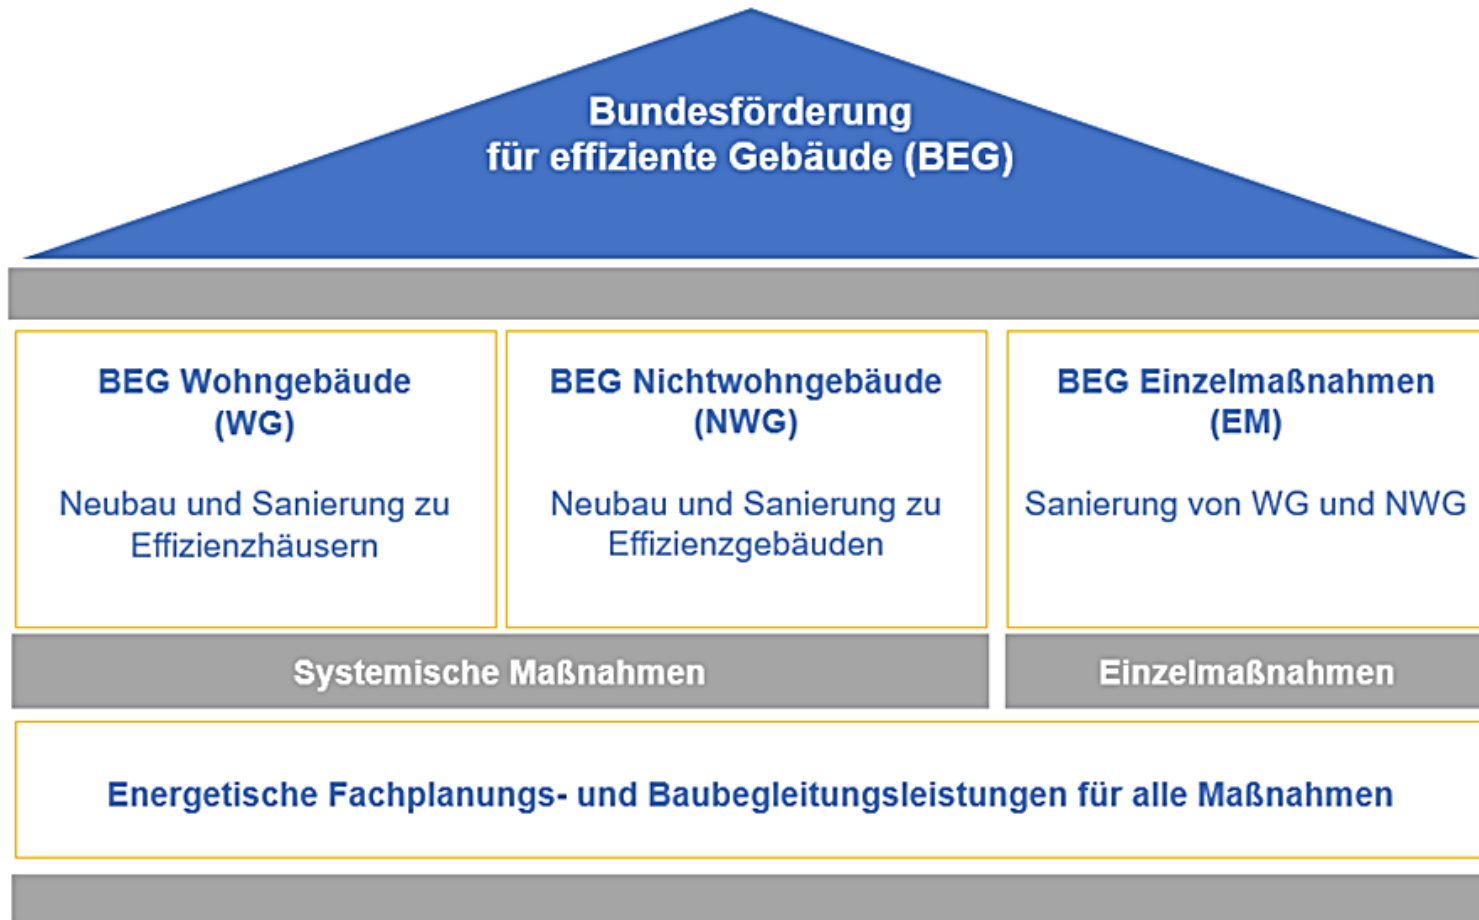 Bundesförderung
für effiziente Gebäude (BEG)
BEG Wohngebäude
(WG)
Neubau und Sanierung zu
Effizienzhäusern
BEG Nichtwohngebäude
(NWG)
Neubau und Sanierung zu
Effizienzgebäuden
BEG Einzelmaßnahmen
(EM)
Sanierung von WG und NWG
Systemische Maßnahmen
Einzelmaßnahmen
Energetische Fachplanungs- und Baubegleitungsleistungen für alle Maßnahmen